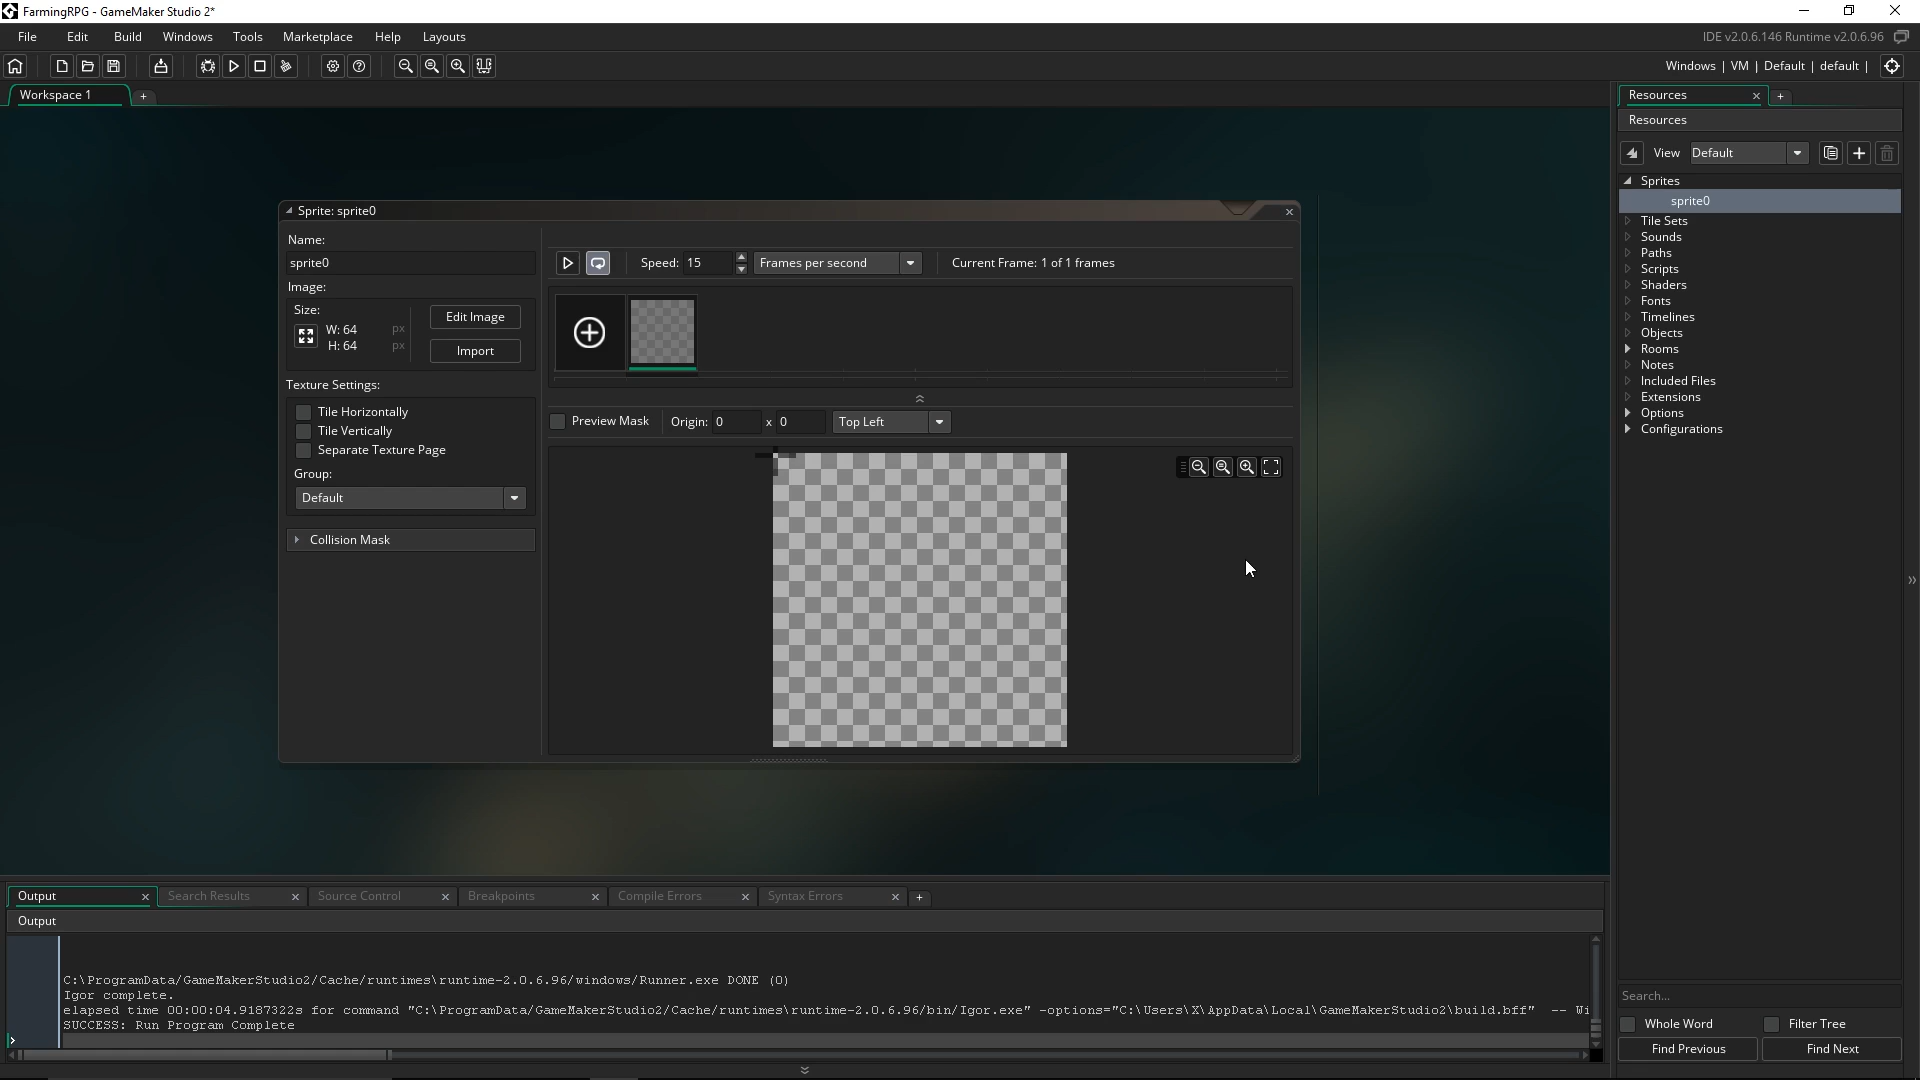 FarmingRPG - GameMaker Studio 2*
File Edit Build Windows Tools Marketplace Help Layouts
IDE v2.0.6.146 Runtime v2.0.6.96
Windows | VM | Default | default |
Workspace 1
Resources
Resources
View Default
Sprites
sprite0
Tile Sets
Sounds
Paths
Scripts
Shaders
Fonts
Timelines
Objects
Rooms
Notes
Included Files
Extensions
Options
Configurations
Sprite: sprite0
Name:
sprite0
Image:
Size:
W: 64 px
H: 64 px
Edit Image
Import
Texture Settings:
Tile Horizontally
Tile Vertically
Separate Texture Page
Group:
Default
Collision Mask
Speed: 15 Frames per second Current Frame: 1 of 1 frames
Preview Mask Origin: 0 x 0 Top Left
Output Search Results Source Control Breakpoints Compile Errors Syntax Errors
Output
C:\ProgramData/GameMakerStudio2/Cache/runtimes\runtime-2.0.6.96/windows/Runner.exe DONE (0)
Igor complete.
elapsed time 00:00:04.9187322s for command "C:\ProgramData/GameMakerStudio2/Cache/runtimes\runtime-2.0.6.96/bin/Igor.exe" -options="C:\Users\X\AppData\Local\GameMakerStudio2\build.bff" -- Wi
SUCCESS: Run Program Complete
Search...
Whole Word Filter Tree
Find Previous Find Next